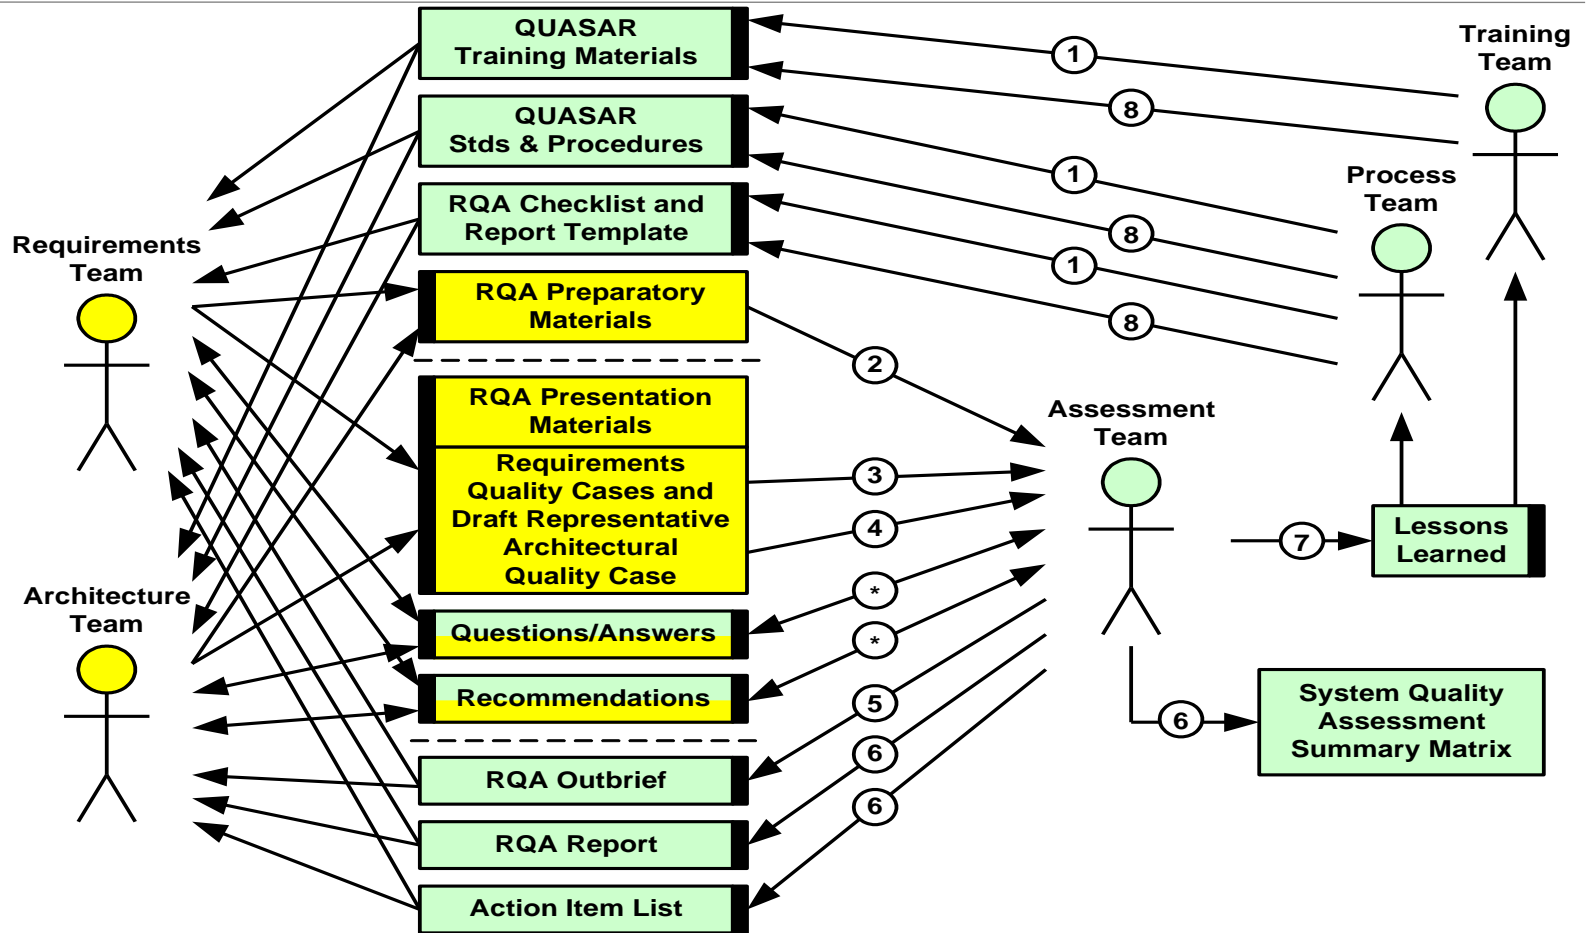 QUASAR
Training Materials
QUASAR
Stds & Procedures
RQA Checklist and
Report Template
RQA Preparatory
Materials
RQA Presentation
Materials
Requirements
Quality Cases and
Draft Representative
Architectural
Quality Case
Questions/Answers
Recommendations
RQA Outbrief
RQA Report
Action Item List
Requirements
Team
Architecture
Team
1
8
1
8
1
8
2
3
4
*
*
5
6
6
Training
Team
Process
Team
Assessment
Team
7
Lessons
Learned
6
System Quality
Assessment
Summary Matrix